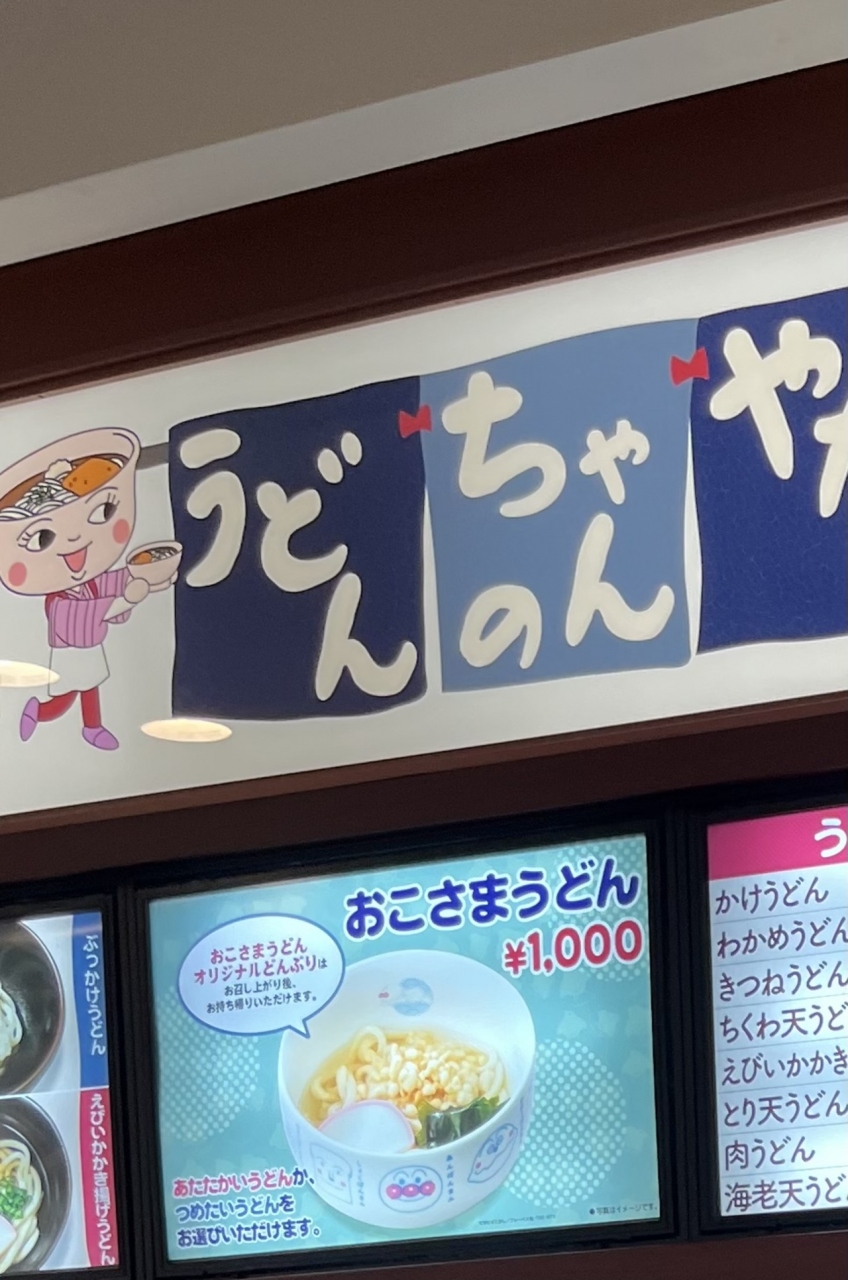 うどん
ちゃんの
や
おこさまうどん
¥1,000
おこさまうどん
オリジナルどんぶりは
お召し上がり後、
お持ち帰りいただけます。
あたたかいうどんか、
つめたいうどんを
お選びいただけます。
●写真はイメージです。
ぶっかけうどん
えびいかかき揚げうどん
う
かけうどん
わかめうどん
きつねうどん
ちくわ天うど
えびいかかき
とり天うどん
肉うどん
海老天うど